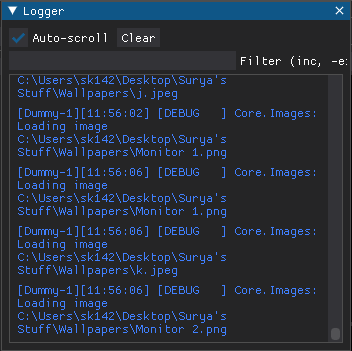 Logger
Auto-scroll Clear
Filter (inc, -e
C:\Users\sk142\Desktop\Surya's
Stuff\Wallpapers\j.jpeg
[Dummy-1][11:56:02] [DEBUG   ] Core.Images:
Loading image
C:\Users\sk142\Desktop\Surya's
Stuff\Wallpapers\Monitor 1.png
[Dummy-1][11:56:06] [DEBUG   ] Core.Images:
Loading image
C:\Users\sk142\Desktop\Surya's
Stuff\Wallpapers\Monitor 1.png
[Dummy-1][11:56:06] [DEBUG   ] Core.Images:
Loading image
C:\Users\sk142\Desktop\Surya's
Stuff\Wallpapers\k.jpeg
[Dummy-1][11:56:06] [DEBUG   ] Core.Images:
Loading image
C:\Users\sk142\Desktop\Surya's
Stuff\Wallpapers\Monitor 2.png